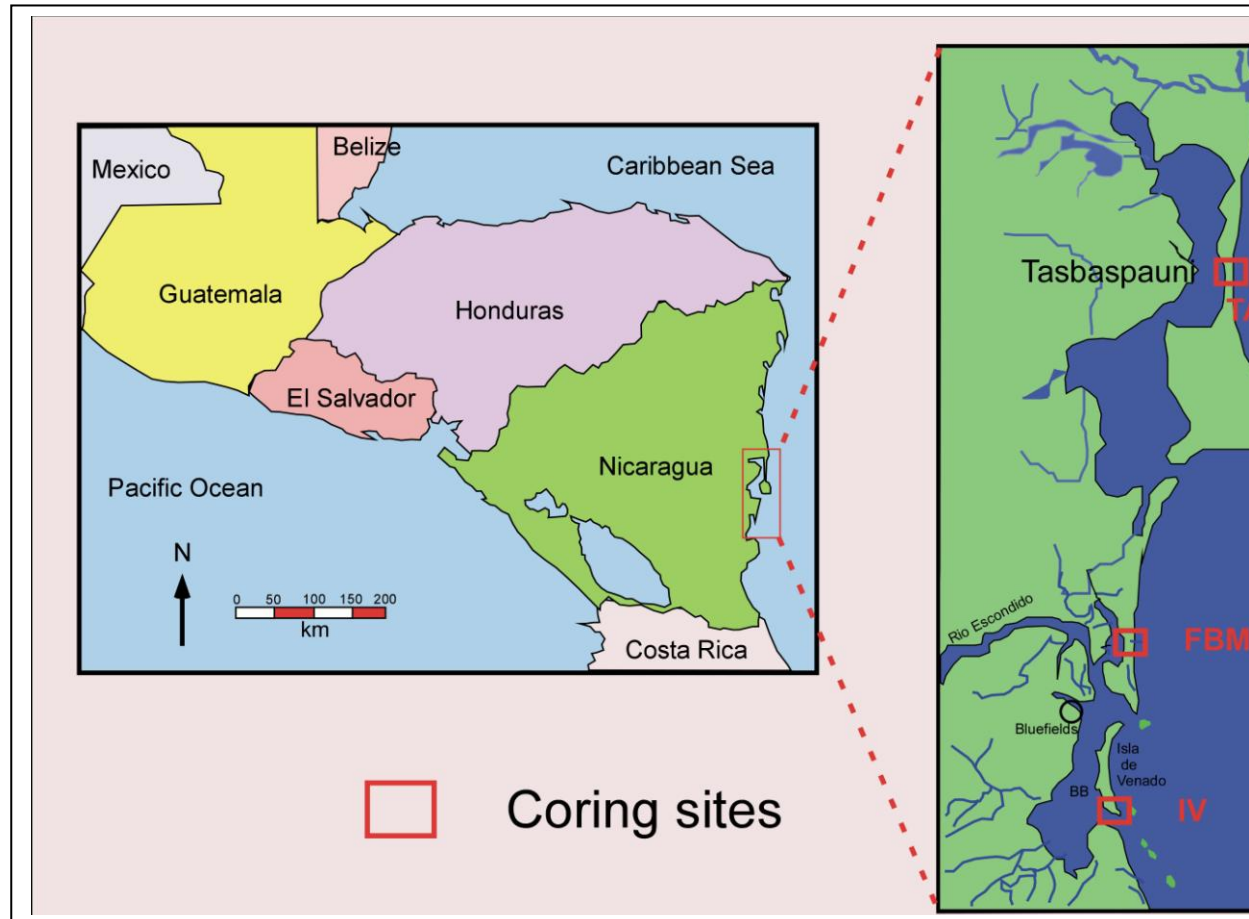 Mexico
Belize
Caribbean Sea
Guatemala
Honduras
El Salvador
Nicaragua
Pacific Ocean
N
0 50 100 150 200
km
Costa Rica
Coring sites
Tasbaspauni
TA
Rio Escondido
FBM
Bluefields
Isla
de
Venado
BB
IV